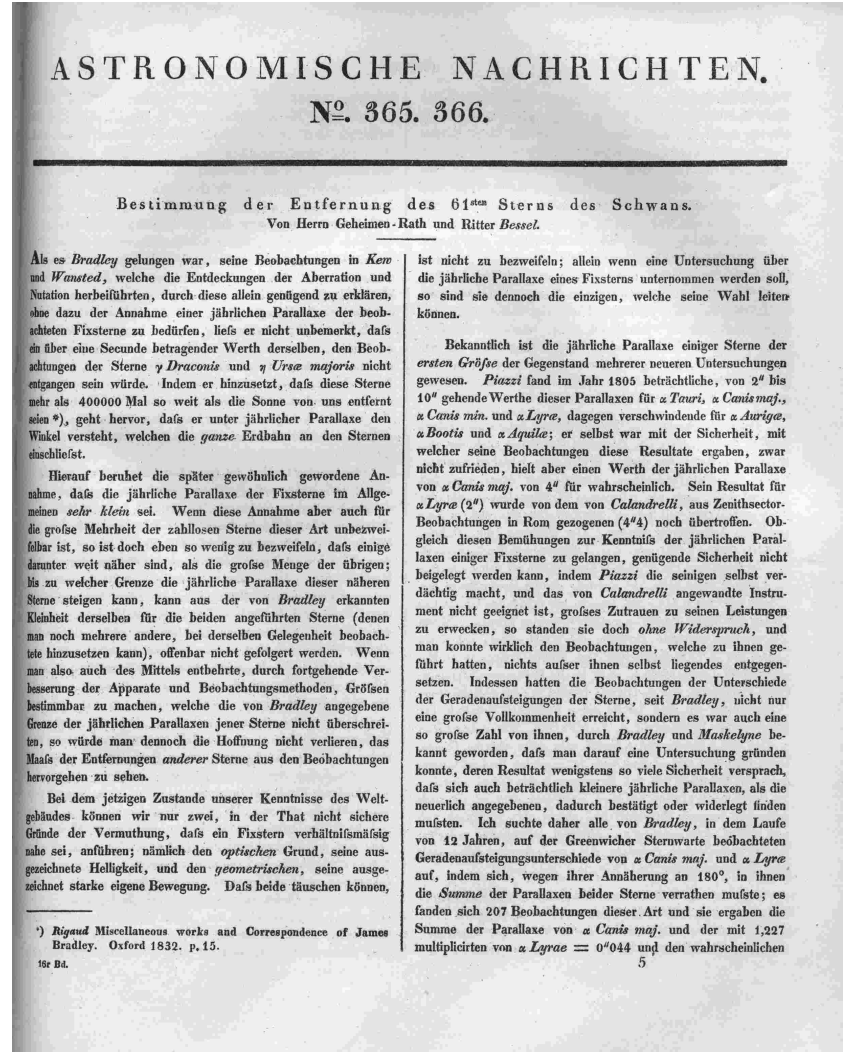 ASTRONOMISCHE NACHRICHTEN.
Nº. 365. 366.
Bestimmung der Entfernung des 61sten Sterns des Schwans.
Von Herrn Geheimen-Rath und Ritter Bessel.
Als es Bradley gelungen war, seine Beobachtungen in Kew
und Wansted, welche die Entdeckungen der Aberration und
Nutation herbeiführten, durch diese allein genügend zu erklären,
ohne dazu der Annahme einer jährlichen Parallaxe der beob-
achteten Fixsterne zu bedürfen, ließs er nicht unbemerkt, daſs
ein über eine Secunde betragender Werth derselben, den Beob-
achtungen der Sterne γ Draconis und η Ursæ majoris nicht
entgangen sein würde. Indem er hinzusetzt, daſs diese Sterne
mehr als 400000 Mal so weit als die Sonne von uns entfernt
seien *), geht hervor, daſs er unter jährlicher Parallaxe den
Winkel versteht, welchen die ganze Erdbahn an den Sternen
einschlieſst.
Hierauf beruhet die später gewöhnlich gewordene An-
nahme, daſs die jährliche Parallaxe der Fixsterne im Allge-
meinen sehr klein sei. Wenn diese Annahme aber auch für
die groſse Mehrheit der zahllosen Sterne dieser Art unbezwei-
felbar ist, so ist doch eben so wenig zu bezweifeln, daſs einige
darunter weit näher sind, als die groſse Menge der übrigen;
bis zu welcher Grenze die jährliche Parallaxe dieser näheren
Sterne steigen kann, kann aus der von Bradley erkannten
Kleinheit derselben für die beiden angeführten Sterne (denen
man noch mehrere andere, bei derselben Gelegenheit beobach-
tete hinzusetzen kann), offenbar nicht gefolgert werden. Wenn
man also auch des Mittels entbehrte, durch fortgehende Ver-
besserung der Apparate und Beobachtungsmethoden, Gröſsen
bestimmbar zu machen, welche die von Bradley angegebene
Grenze der jährlichen Parallaxen jener Sterne nicht überschrei-
ten, so würde man dennoch die Hoffnung nicht verlieren, das
Maaſs der Entfernungen anderer Sterne aus den Beobachtungen
hervorgehen zu sehen.
Bei dem jetzigen Zustande unserer Kenntnisse des Welt-
gebäudes können wir nur zwei, in der That nicht sichere
Gründe der Vermuthung, daſs ein Fixstern verhältniſsmäſsig
nahe sei, anführen; nämlich den optischen Grund, seine aus-
gezeichnete Helligkeit, und den geometrischen, seine ausge-
zeichnet starke eigene Bewegung. Daſs beide täuschen können,
*) Rigaud Miscellaneous works and Correspondence of James
Bradley. Oxford 1832. p. 15.
16r Bd.
ist nicht zu bezweifeln; allein wenn eine Untersuchung über
die jährliche Parallaxe eines Fixsterns unternommen werden soll,
so sind sie dennoch die einzigen, welche seine Wahl leiten
können.
Bekanntlich ist die jährliche Parallaxe einiger Sterne der
ersten Gröſse der Gegenstand mehrerer neueren Untersuchungen
gewesen. Piazzi fand im Jahr 1805 beträchtliche, von 2" bis
10" gehende Werthe dieser Parallaxen für α Tauri, α Canis maj.,
α Canis min. und α Lyræ, dagegen verschwindende für α Aurigæ,
α Bootis und α Aquilæ; er selbst war mit der Sicherheit, mit
welcher seine Beobachtungen diese Resultate ergaben, zwar
nicht zufrieden, hielt aber einen Werth der jährlichen Parallaxe
von α Canis maj. von 4" für wahrscheinlich. Sein Resultat für
α Lyræ (2") wurde von dem von Calandrelli, aus Zenithsector-
Beobachtungen in Rom gezogenen (4"4) noch übertroffen. Ob-
gleich diesen Bemühungen zur Kenntniſs der jährlichen Paral-
laxen einiger Fixsterne zu gelangen, genügende Sicherheit nicht
beigelegt werden kann, indem Piazzi die seinigen selbst ver-
dächtig macht, und das von Calandrelli angewandte Instru-
ment nicht geeignet ist, groſses Zutrauen zu seinen Leistungen
zu erwecken, so standen sie doch ohne Widerspruch, und
man konnte wirklich den Beobachtungen, welche zu ihnen ge-
führt hatten, nichts auſser ihnen selbst liegendes entgegen-
setzen. Indessen hatten die Beobachtungen der Unterschiede
der Geradenaufsteigungen der Sterne, seit Bradley, nicht nur
eine groſse Vollkommenheit erreicht, sondern es war auch eine
so groſse Zahl von ihnen, durch Bradley und Maskelyne be-
kannt geworden, daſs man darauf eine Untersuchung gründen
konnte, deren Resultat wenigstens so viele Sicherheit versprach,
daſs sich auch beträchtlich kleinere jährliche Parallaxen, als die
neuerlich angegebenen, dadurch bestätigt oder widerlegt finden
muſsten. Ich suchte daher alle von Bradley, in dem Laufe
von 12 Jahren, auf der Greenwicher Sternwarte beobachteten
Geradenaufsteigungsunterschiede von α Canis maj. und α Lyræ
auf, indem sich, wegen ihrer Annäherung an 180°, in ihnen
die Summe der Parallaxen beider Sterne verrathen muſste; es
fanden sich 207 Beobachtungen dieser Art und sie ergaben die
Summe der Parallaxe von α Canis maj. und der mit 1,227
multiplicirten von α Lyrae = 0"044 und den wahrscheinlichen
5